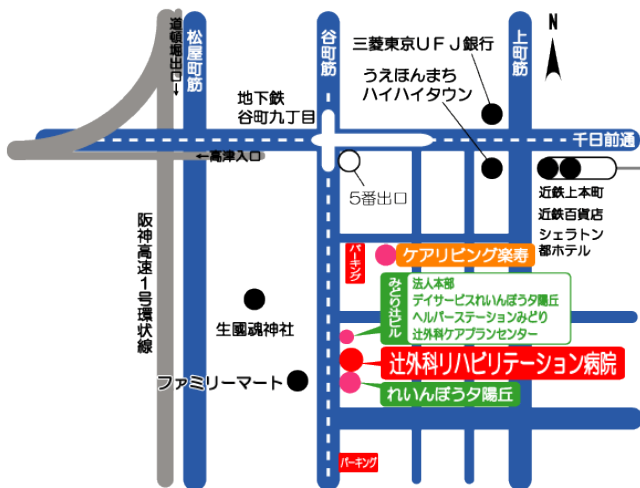 道頓堀出口→
松屋町筋
谷町筋
上町筋
三菱東京UFJ銀行
N
うえほんまち
ハイハイタウン
地下鉄
谷町九丁目
千日前通
←高津入口
5番出口
近鉄上本町
近鉄百貨店
シェラトン
都ホテル
阪神高速1号環状線
パーキング
ケアリビング楽寿
みどり辻ビル
法人本部
デイサービスれいんぼう夕陽丘
ヘルパーステーションみどり
辻外科ケアプランセンター
生國魂神社
辻外科リハビリテーション病院
ファミリーマート
れいんぼう夕陽丘
パーキング